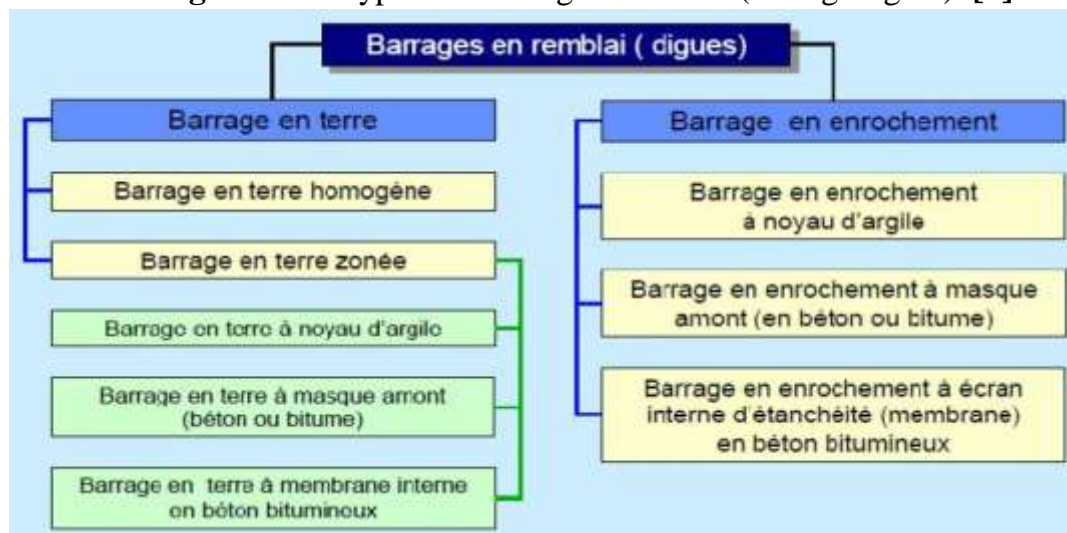 Barrages en remblai ( digues)
Barrage en terre
Barrage en terre homogène
Barrage en terre zonée
Barrage en terre à noyau d'argile
Barrage en terre à masque amont
(béton ou bitume)
Barrage en terre à membrane interne
en béton bitumineux
Barrage en enrochement
Barrage en enrochement
à noyau d'argile
Barrage en enrochement à masque
amont (en béton ou bitume)
Barrage en enrochement à écran
interne d'étanchéité (membrane)
en béton bitumineux